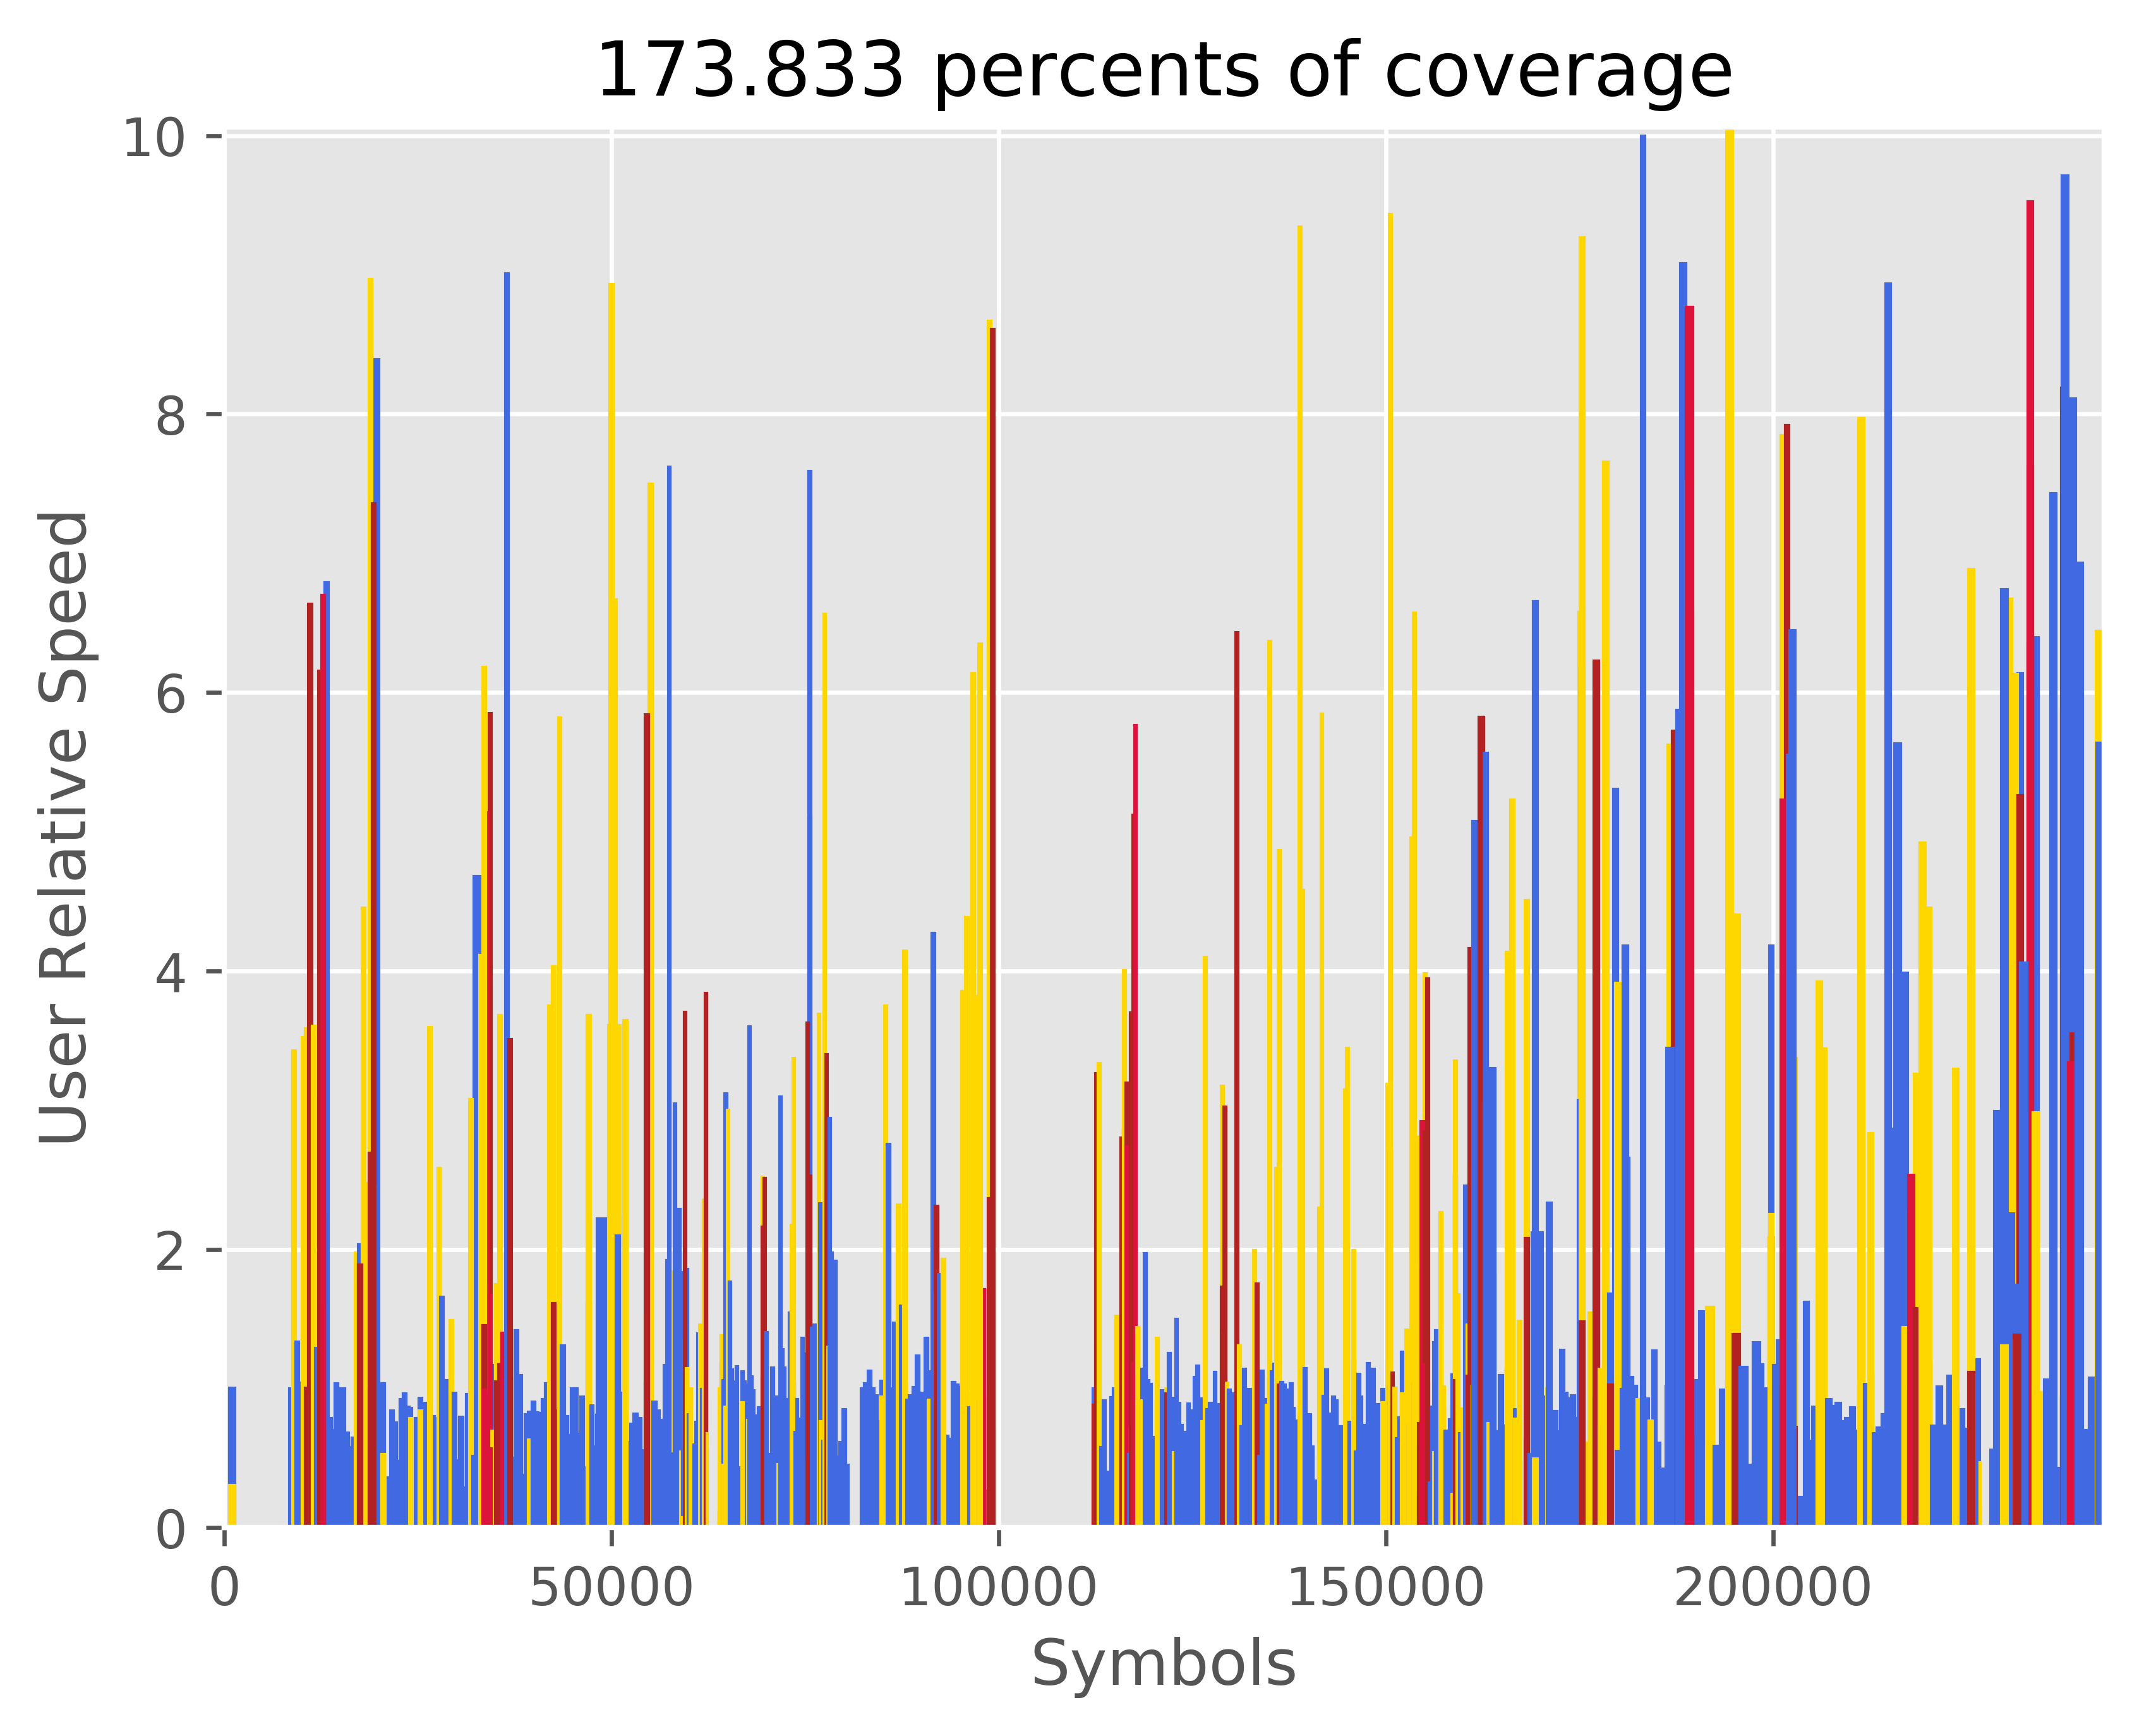 173.833 percents of coverage
10
8
6
4
2
0
User Relative Speed
0 50000 100000 150000 200000
Symbols